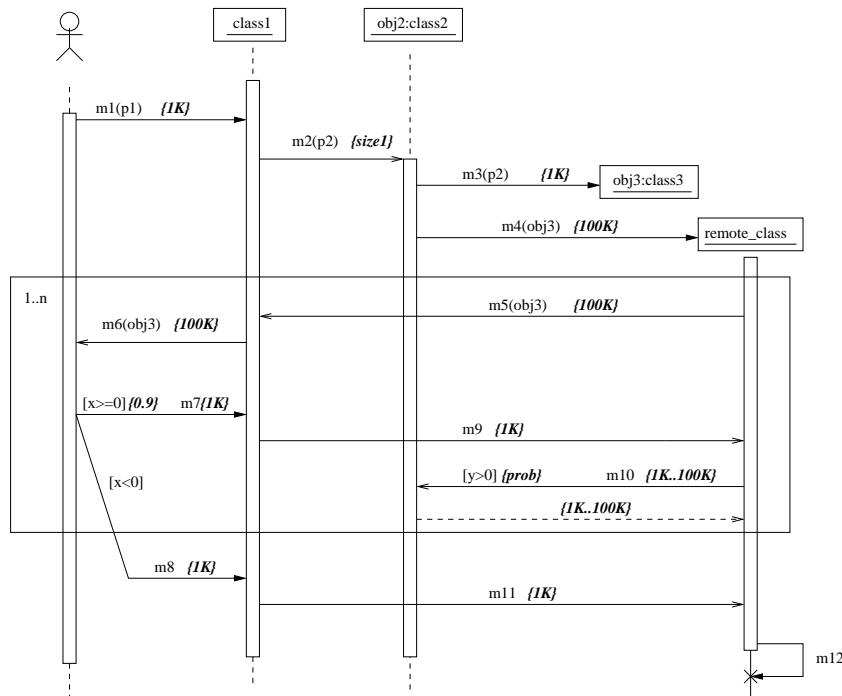 class1
obj2:class2
m1(p1) {1K}
m2(p2) {size1}
m3(p2) {1K}
obj3:class3
m4(obj3) {100K}
remote_class
1..n
m5(obj3) {100K}
m6(obj3) {100K}
[x>=0]{0.9} m7{1K}
m9 {1K}
[x<0]
[y>0] {prob} m10 {1K..100K}
{1K..100K}
m8 {1K}
m11 {1K}
m12